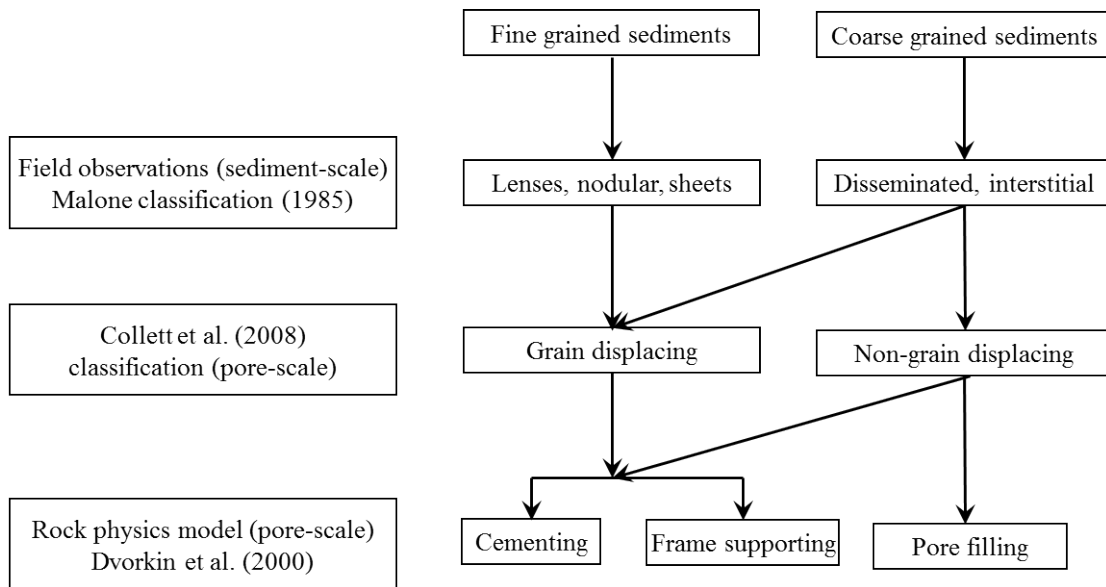 Fine grained sediments
Coarse grained sediments
Field observations (sediment-scale)
Malone classification (1985)
Lenses, nodular, sheets
Disseminated, interstitial
Collett et al. (2008)
classification (pore-scale)
Grain displacing
Non-grain displacing
Rock physics model (pore-scale)
Dvorkin et al. (2000)
Cementing
Frame supporting
Pore filling